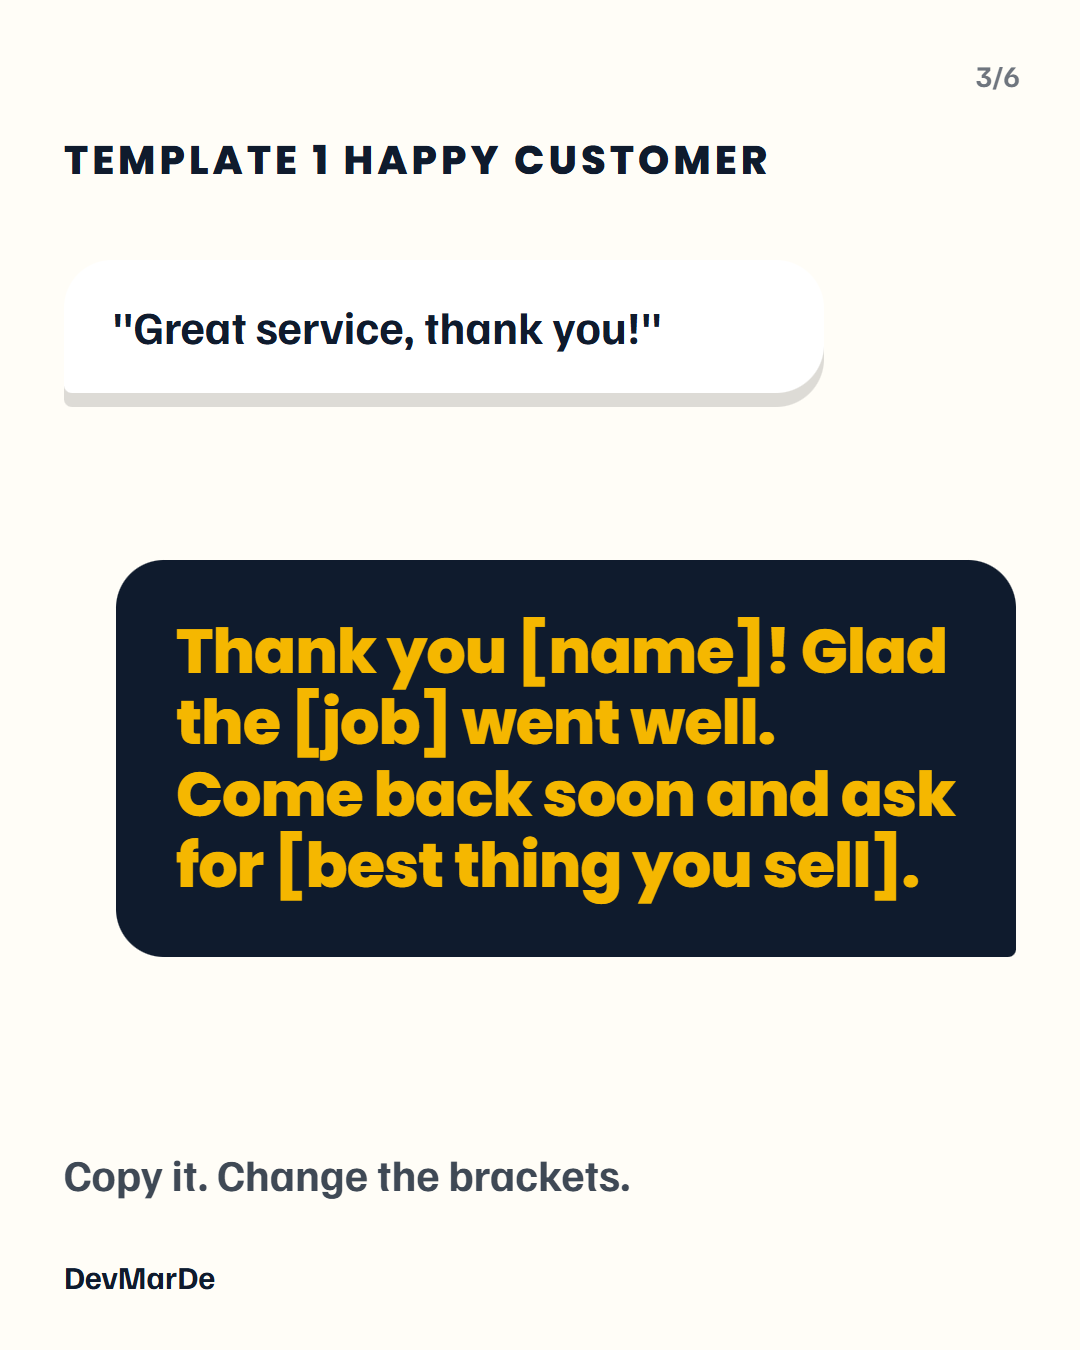 3/6
TEMPLATE 1 HAPPY CUSTOMER
"Great service, thank you!"
Thank you [name]! Glad
the [job] went well.
Come back soon and ask
for [best thing you sell].
Copy it. Change the brackets.
DevMarDe